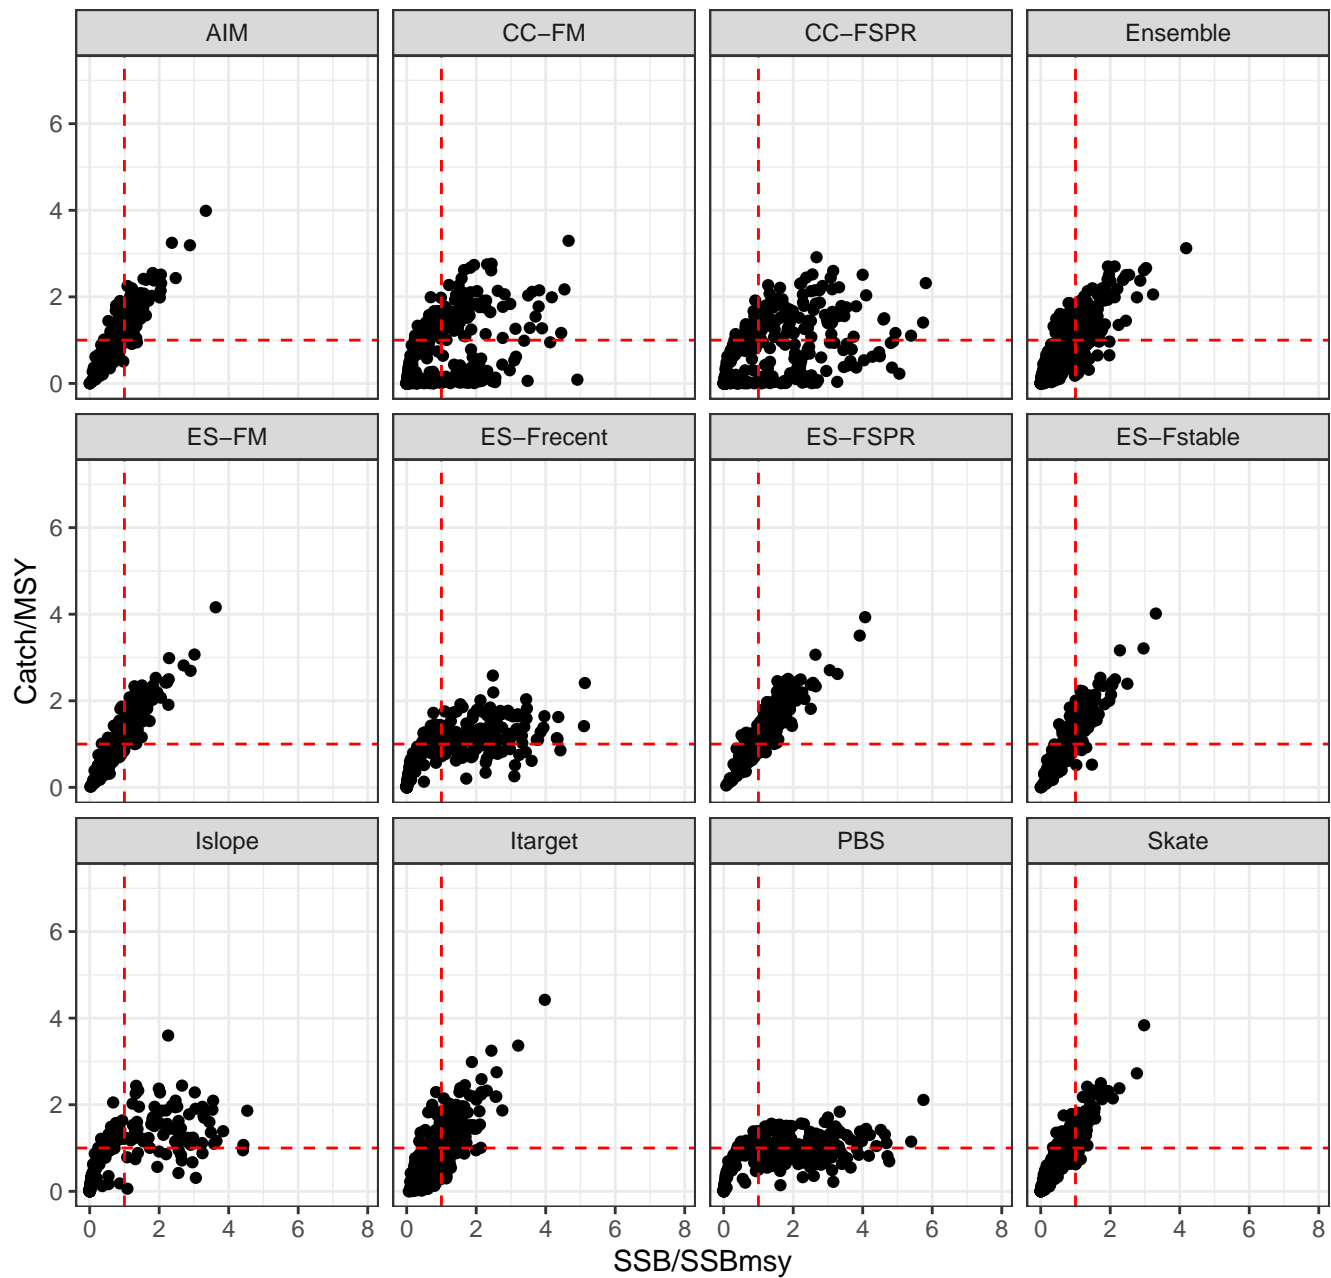 AIM CC−FM CC−FSPR Ensemble
6
4
2
0
ES−FM ES−Frecent ES−FSPR ES−Fstable
6
4
2
0
Catch/MSY
Islope Itarget PBS Skate
6
4
2
0
0 2 4 6 8 0 2 4 6 8 0 2 4 6 8 0 2 4 6 8
SSB/SSBmsy